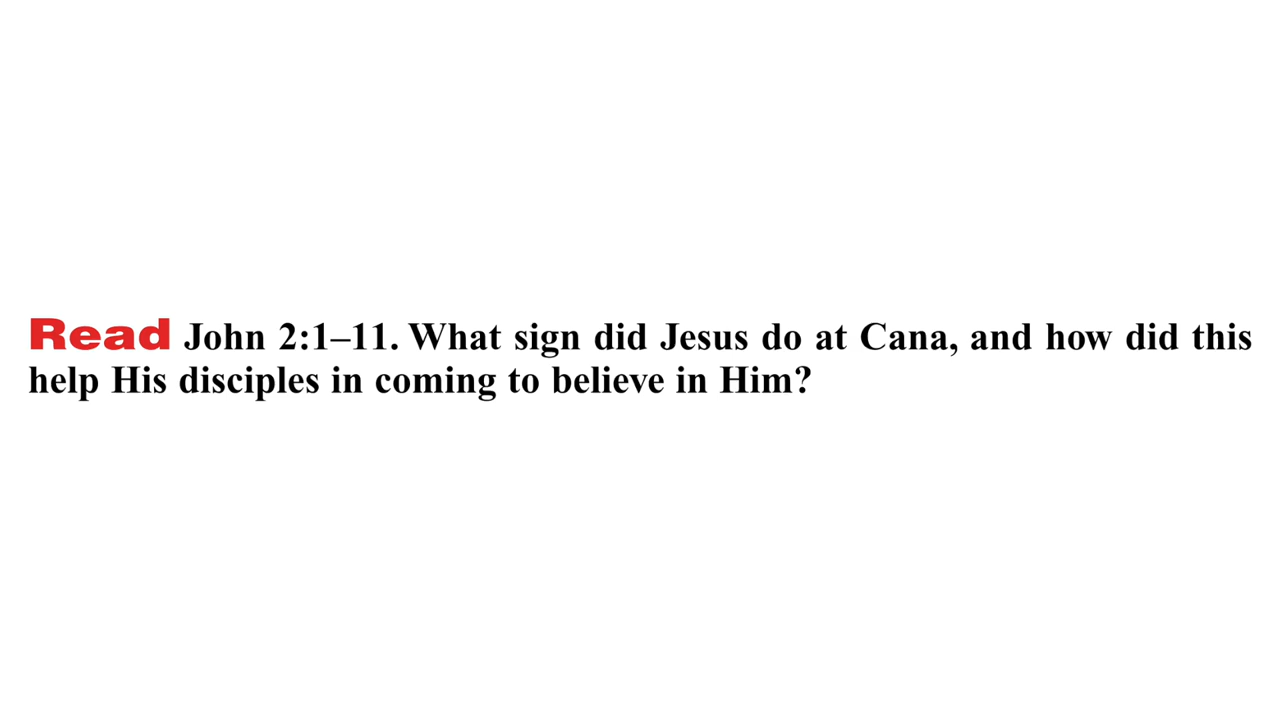 Read John 2:1–11. What sign did Jesus do at Cana, and how did this
help His disciples in coming to believe in Him?